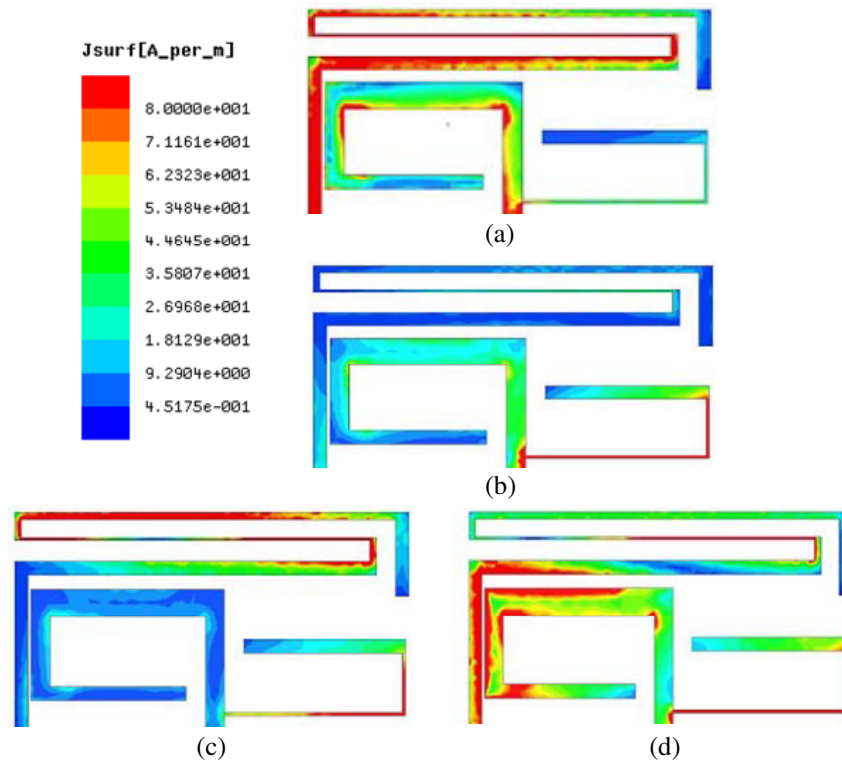 Jsurf[A_per_m]
8.0000e+001
7.1161e+001
6.2323e+001
5.3484e+001
4.4645e+001
3.5807e+001
2.6968e+001
1.8129e+001
9.2904e+000
4.5175e-001
(a)
(b)
(c)
(d)